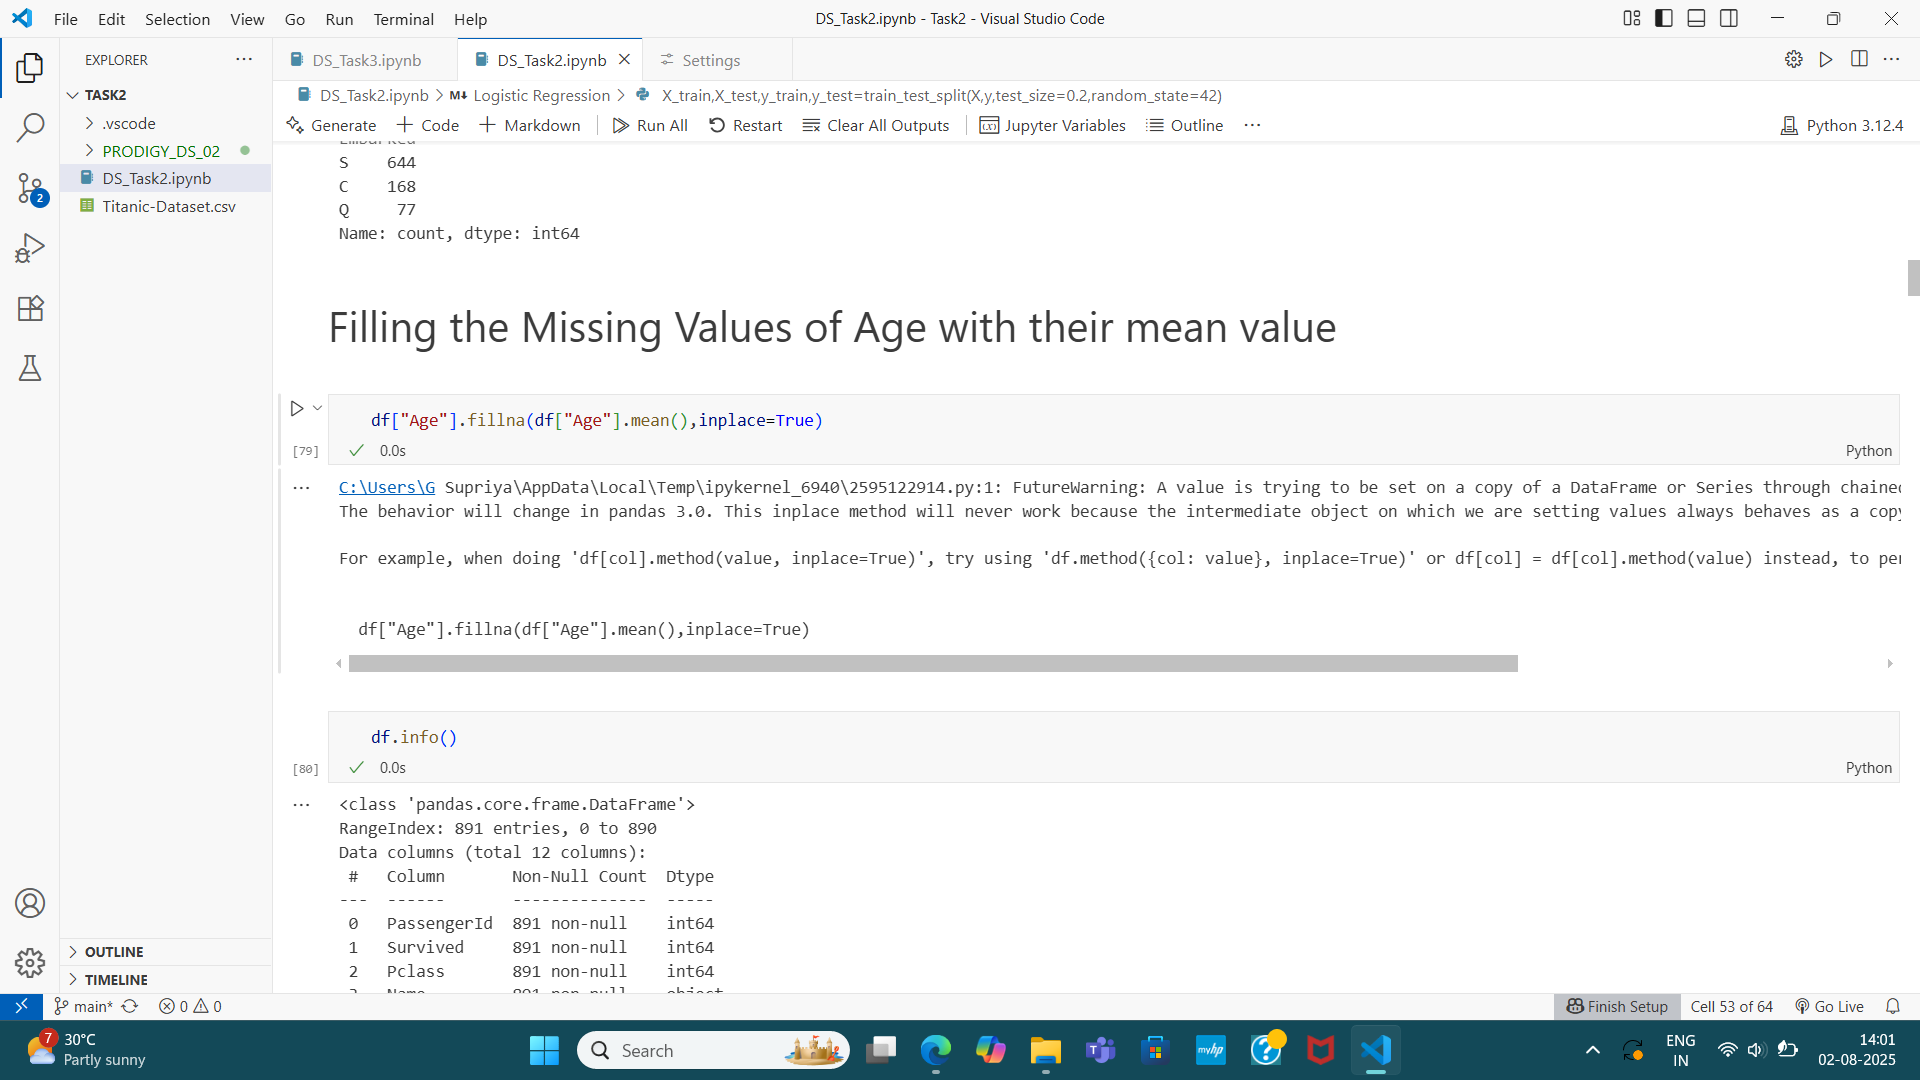 File Edit Selection View Go Run Terminal Help
DS_Task2.ipynb - Task2 - Visual Studio Code
EXPLORER
TASK2
.vscode
PRODIGY_DS_02
DS_Task2.ipynb
Titanic-Dataset.csv
2
OUTLINE
TIMELINE
DS_Task3.ipynb
DS_Task2.ipynb
Settings
DS_Task2.ipynb > M↓ Logistic Regression > X_train,X_test,y_train,y_test=train_test_split(X,y,test_size=0.2,random_state=42)
Generate + Code + Markdown Run All Restart Clear All Outputs Jupyter Variables Outline ...
Python 3.12.4
Embarked
S 644
C 168
Q 77
Name: count, dtype: int64
Filling the Missing Values of Age with their mean value
df["Age"].fillna(df["Age"].mean(),inplace=True)
[79] 0.0s Python
C:\Users\G Supriya\AppData\Local\Temp\ipykernel_6940\2595122914.py:1: FutureWarning: A value is trying to be set on a copy of a DataFrame or Series through chained
The behavior will change in pandas 3.0. This inplace method will never work because the intermediate object on which we are setting values always behaves as a copy
For example, when doing 'df[col].method(value, inplace=True)', try using 'df.method({col: value}, inplace=True)' or df[col] = df[col].method(value) instead, to per
df["Age"].fillna(df["Age"].mean(),inplace=True)
df.info()
[80] 0.0s Python
<class 'pandas.core.frame.DataFrame'>
RangeIndex: 891 entries, 0 to 890
Data columns (total 12 columns):
# Column Non-Null Count Dtype
--- ------ -------------- -----
0 PassengerId 891 non-null int64
1 Survived 891 non-null int64
2 Pclass 891 non-null int64
3 Name 891 non-null object
main* 0 0
Finish Setup Cell 53 of 64 Go Live
7
30°C
Partly sunny
Search
myhp
ENG
IN
14:01
02-08-2025